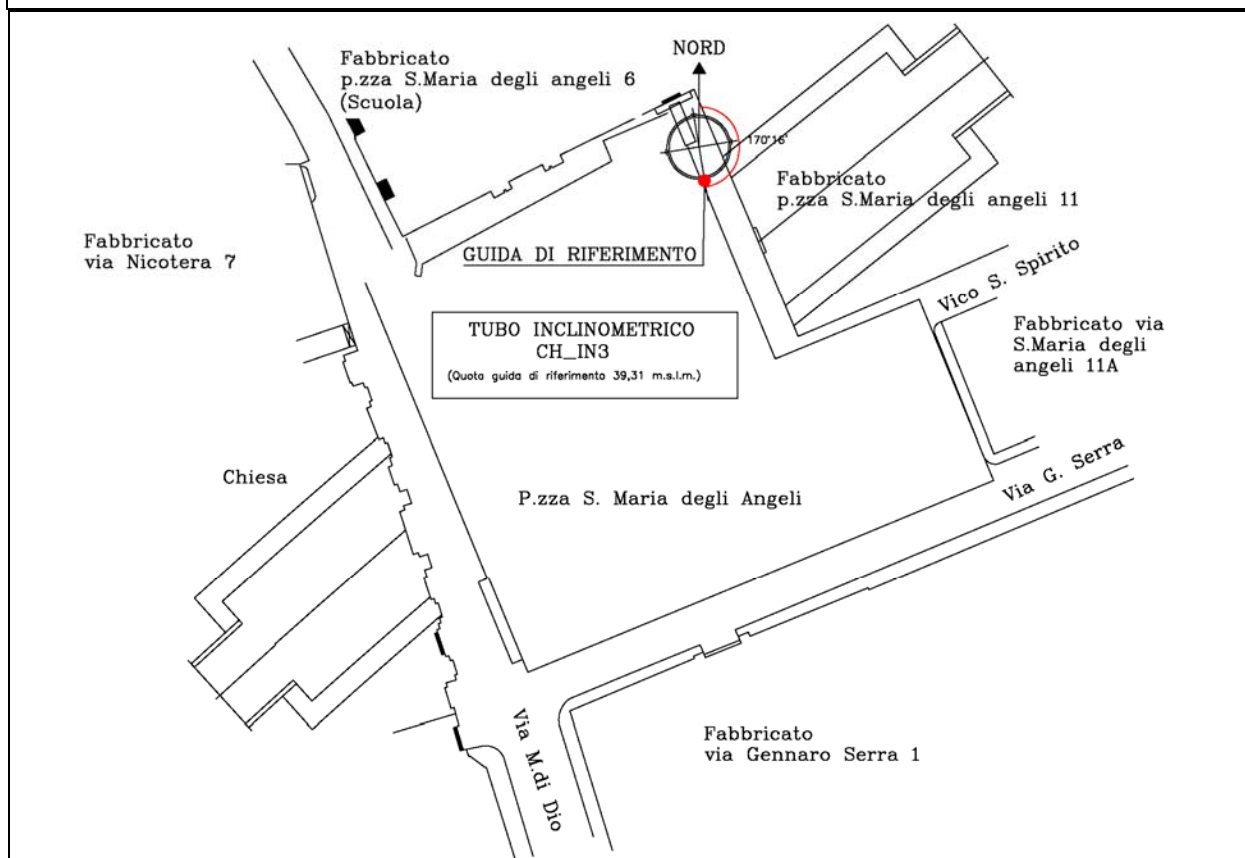 NORD
Fabbricato
p.zza S.Maria degli angeli 6
(Scuola)
170°16'
Fabbricato
p.zza S.Maria degli angeli 11
Fabbricato
via Nicotera 7
GUIDA DI RIFERIMENTO
Vico S. Spirito
TUBO INCLINOMETRICO
CH_IN3
(Quota guida di riferimento 39,31 m.s.l.m.)
Fabbricato via
S.Maria degli
angeli 11A
Chiesa
P.zza S. Maria degli Angeli
Via G. Serra
Via M.di Dio
Fabbricato
via Gennaro Serra 1